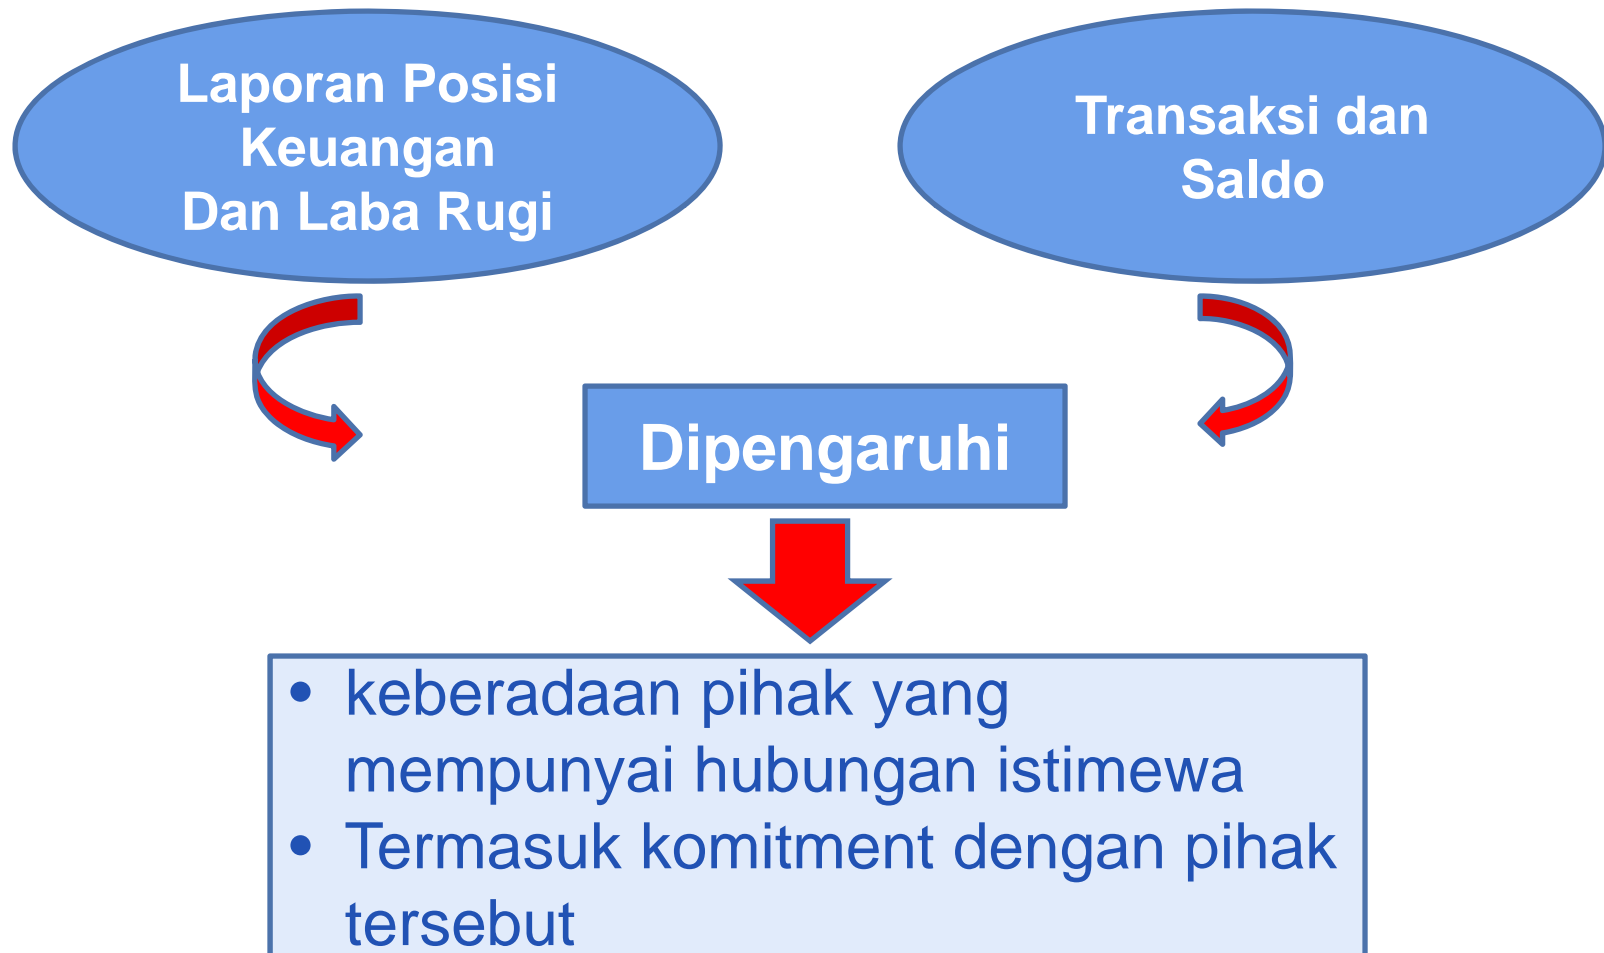 Laporan Posisi
Keuangan
Dan Laba Rugi
Transaksi dan
Saldo
Dipengaruhi
• keberadaan pihak yang
mempunyai hubungan istimewa
• Termasuk komitment dengan pihak
tersebut